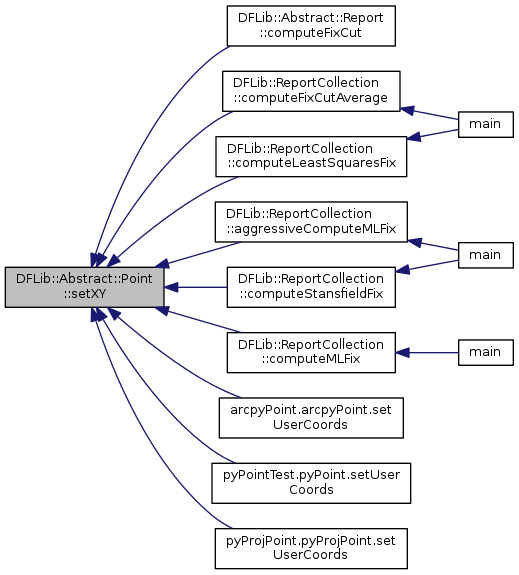 DFLib::Abstract::Point
::setXY
DFLib::Abstract::Report
::computeFixCut
DFLib::ReportCollection
::computeFixCutAverage
main
DFLib::ReportCollection
::computeLeastSquaresFix
DFLib::ReportCollection
::aggressiveComputeMLFix
main
DFLib::ReportCollection
::computeStansfieldFix
DFLib::ReportCollection
::computeMLFix
main
arcpyPoint.arcpyPoint.set
UserCoords
pyPointTest.pyPoint.setUser
Coords
pyProjPoint.pyProjPoint.set
UserCoords